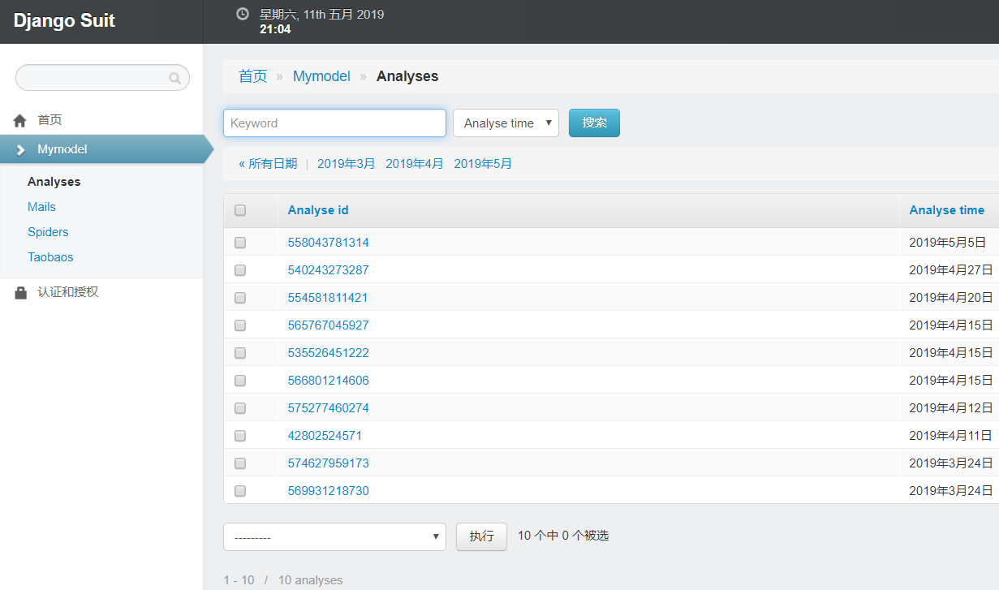 Django Suit
星期六, 11th 五月 2019
21:04
首页 » Mymodel » Analyses
Keyword Analyse time 搜索
« 所有日期 | 2019年3月 2019年4月 2019年5月
首页
Mymodel
Analyses
Mails
Spiders
Taobaos
认证和授权
Analyse id Analyse time
558043781314 2019年5月5日
540243273287 2019年4月27日
554581811421 2019年4月20日
565767045927 2019年4月15日
535526451222 2019年4月15日
566801214606 2019年4月15日
575277460274 2019年4月12日
42802524571 2019年4月11日
574627959173 2019年3月24日
569931218730 2019年3月24日
--------- 执行 10 个中 0 个被选
1 - 10 / 10 analyses